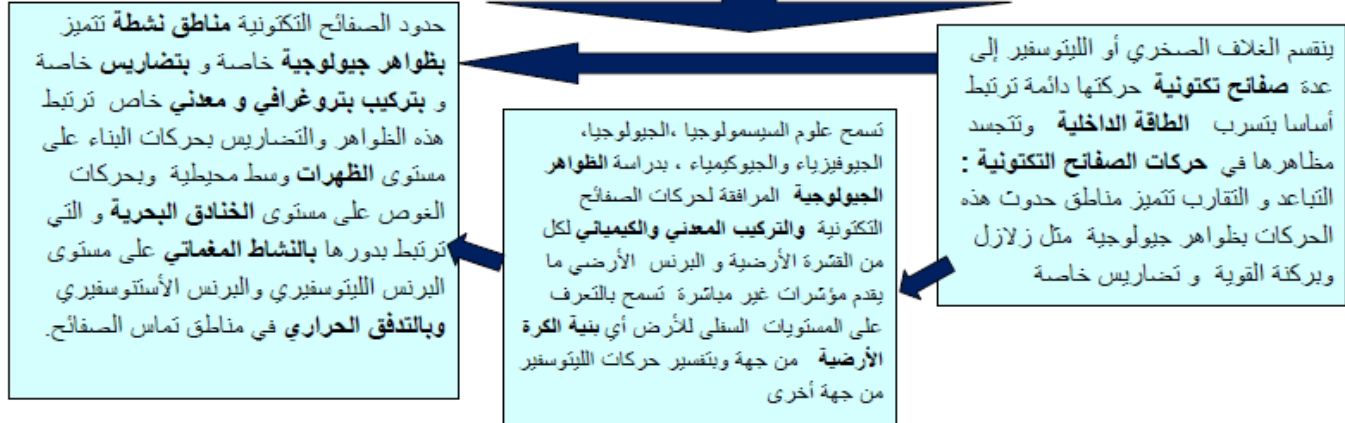 ينقسم الغلاف الصخري أو الليتوسفير إلى
عدة صفائح تكتونية حركتها دائمة ترتبط
أساسا بتسرب الطاقة الداخلية وتتجسد
مظاهرها في حركات الصفائح التكتونية :
التباعد و التقارب تتميز مناطق حدوث هذه
الحركات بظواهر جيولوجية مثل زلازل
وبركنة القوية و تضاريس خاصة
تسمح علوم السيسمولوجيا ،الجيولوجيا،
الجيوفيزياء والجيوكيمياء ، بدراسة الظواهر
الجيولوجية المرافقة لحركات الصفائح
التكتونية والتركيب المعدني والكيميائي لكل
من القشرة الأرضية و البرنس الأرضي ما
يقدم مؤشرات غير مباشرة تسمح بالتعرف
على المستويات السفلى للأرض أي بنية الكرة
الأرضية من جهة وبتفسير حركات الليتوسفير
من جهة أخرى
حدود الصفائح التكتونية مناطق نشطة تتميز
بظواهر جيولوجية خاصة و بتضاريس خاصة
و بتركيب بتروغرافي و معدني خاص ترتبط
هذه الظواهر والتضاريس بحركات البناء على
مستوى الظهرات وسط محيطية وبحركات
الغوص على مستوى الخنادق البحرية و التي
ترتبط بدورها بالنشاط المغماتي على مستوى
البرنس الليتوسفيري والبرنس الأستنوسفيري
وبالتدفق الحراري في مناطق تماس الصفائح.